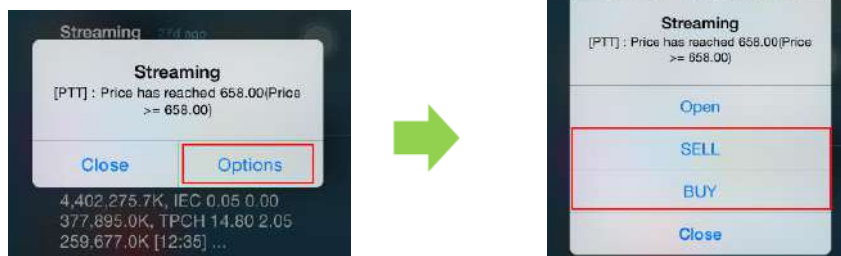 Streaming 27d ago
Streaming
[PTT] : Price has reached 658.00(Price
>= 658.00)
Close
Options
4,402,275.7K, IEC 0.05 0.00
377,895.0K, TPCH 14.80 2.05
259,677.0K [12:35] ...
Streaming
[PTT] : Price has reached 658.00(Price
>= 658.00)
Open
SELL
BUY
Close